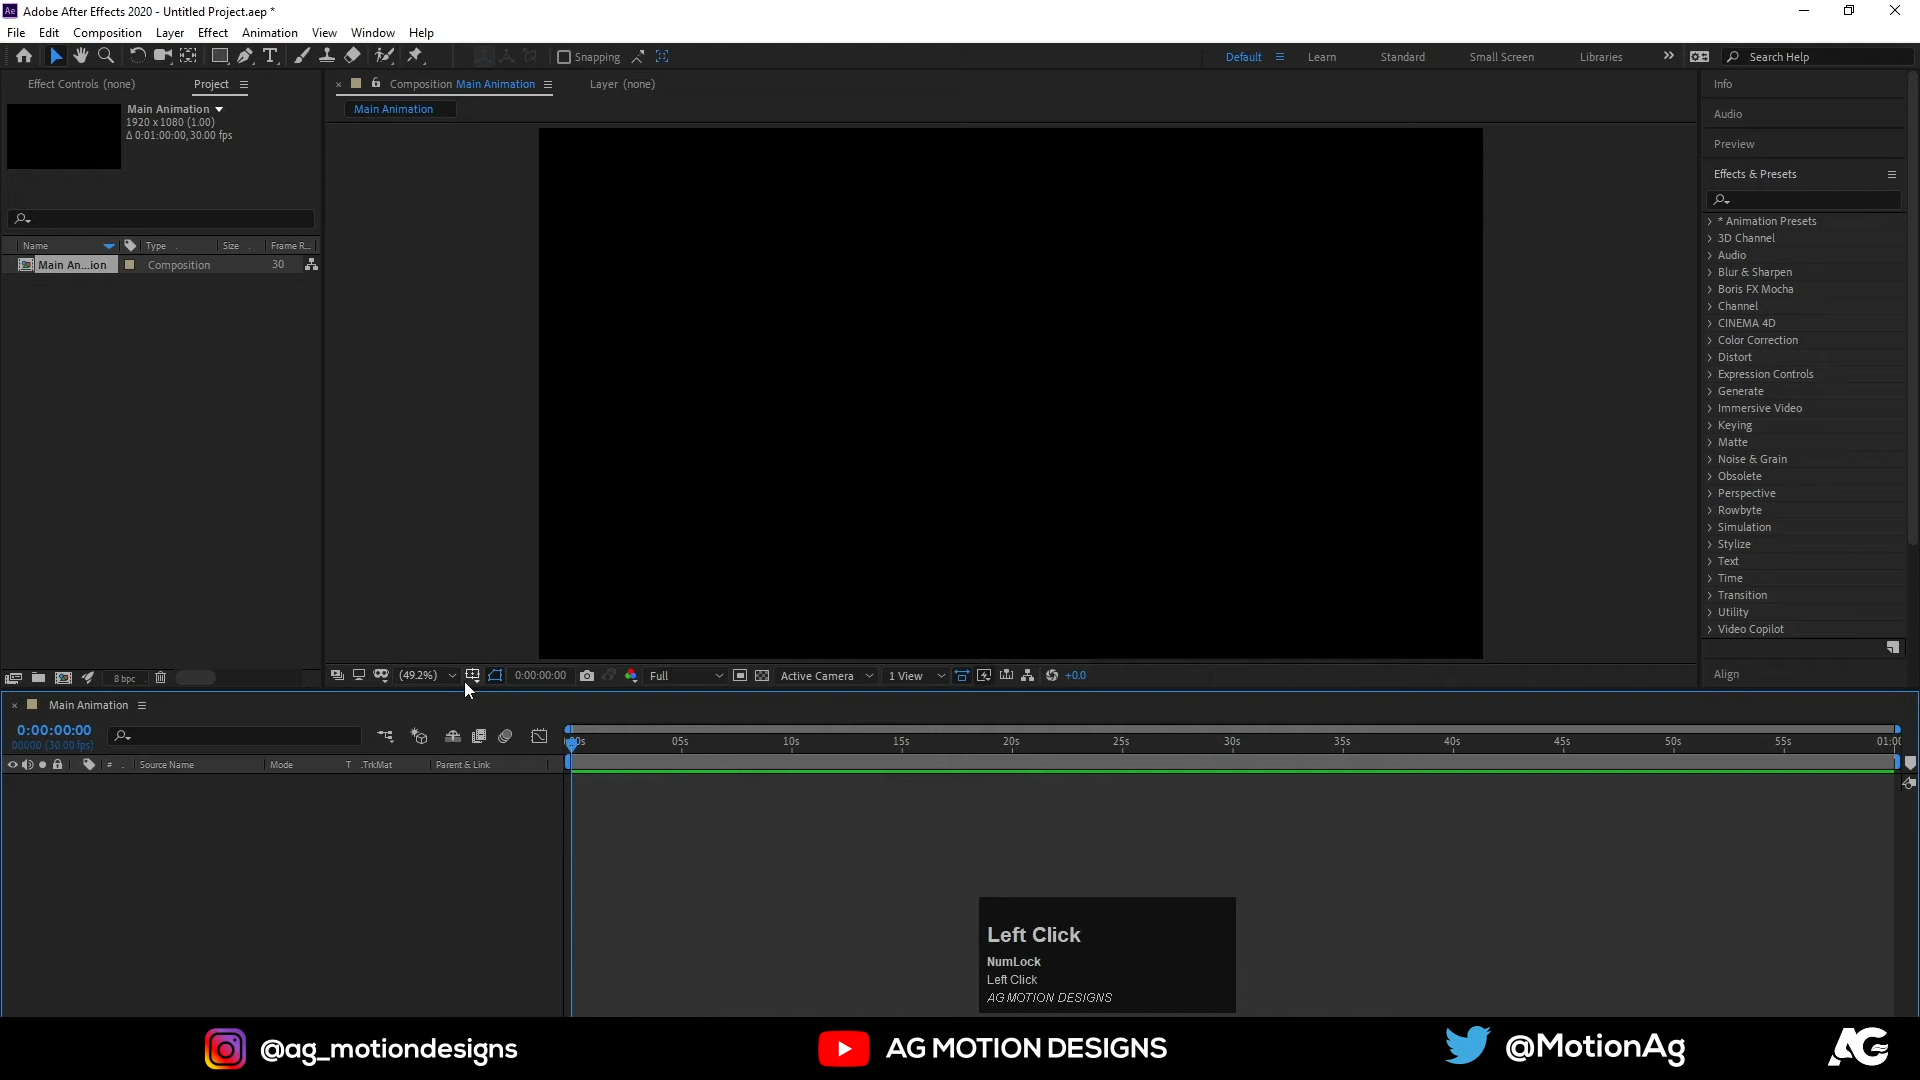 Ae Adobe After Effects 2020 - Untitled Project.aep *
File Edit Composition Layer Effect Animation View Window Help
T Snapping Default Learn Standard Small Screen Libraries Search Help
Effect Controls (none) Project
Main Animation
1920 x 1080 (1.00)
Δ 0:01:00:00, 30.00 fps
Name Type Size Frame R...
Main An...ion Composition 30
8 bpc
Composition Main Animation Layer (none)
Main Animation
(49.2%) 0:00:00:00 Full Active Camera 1 View +0.0
Info
Audio
Preview
Effects & Presets
* Animation Presets
3D Channel
Audio
Blur & Sharpen
Boris FX Mocha
Channel
CINEMA 4D
Color Correction
Distort
Expression Controls
Generate
Immersive Video
Keying
Matte
Noise & Grain
Obsolete
Perspective
Rowbyte
Simulation
Stylize
Text
Time
Transition
Utility
Video Copilot
Align
Main Animation
0:00:00:00
00000 (30.00 fps)
# Source Name Mode T .TrkMat Parent & Link
05s 10s 15s 20s 25s 30s 35s 40s 45s 50s 55s
Left Click
NumLock
Left Click
AG MOTION DESIGNS
@ag_motiondesigns AG MOTION DESIGNS @MotionAg AG